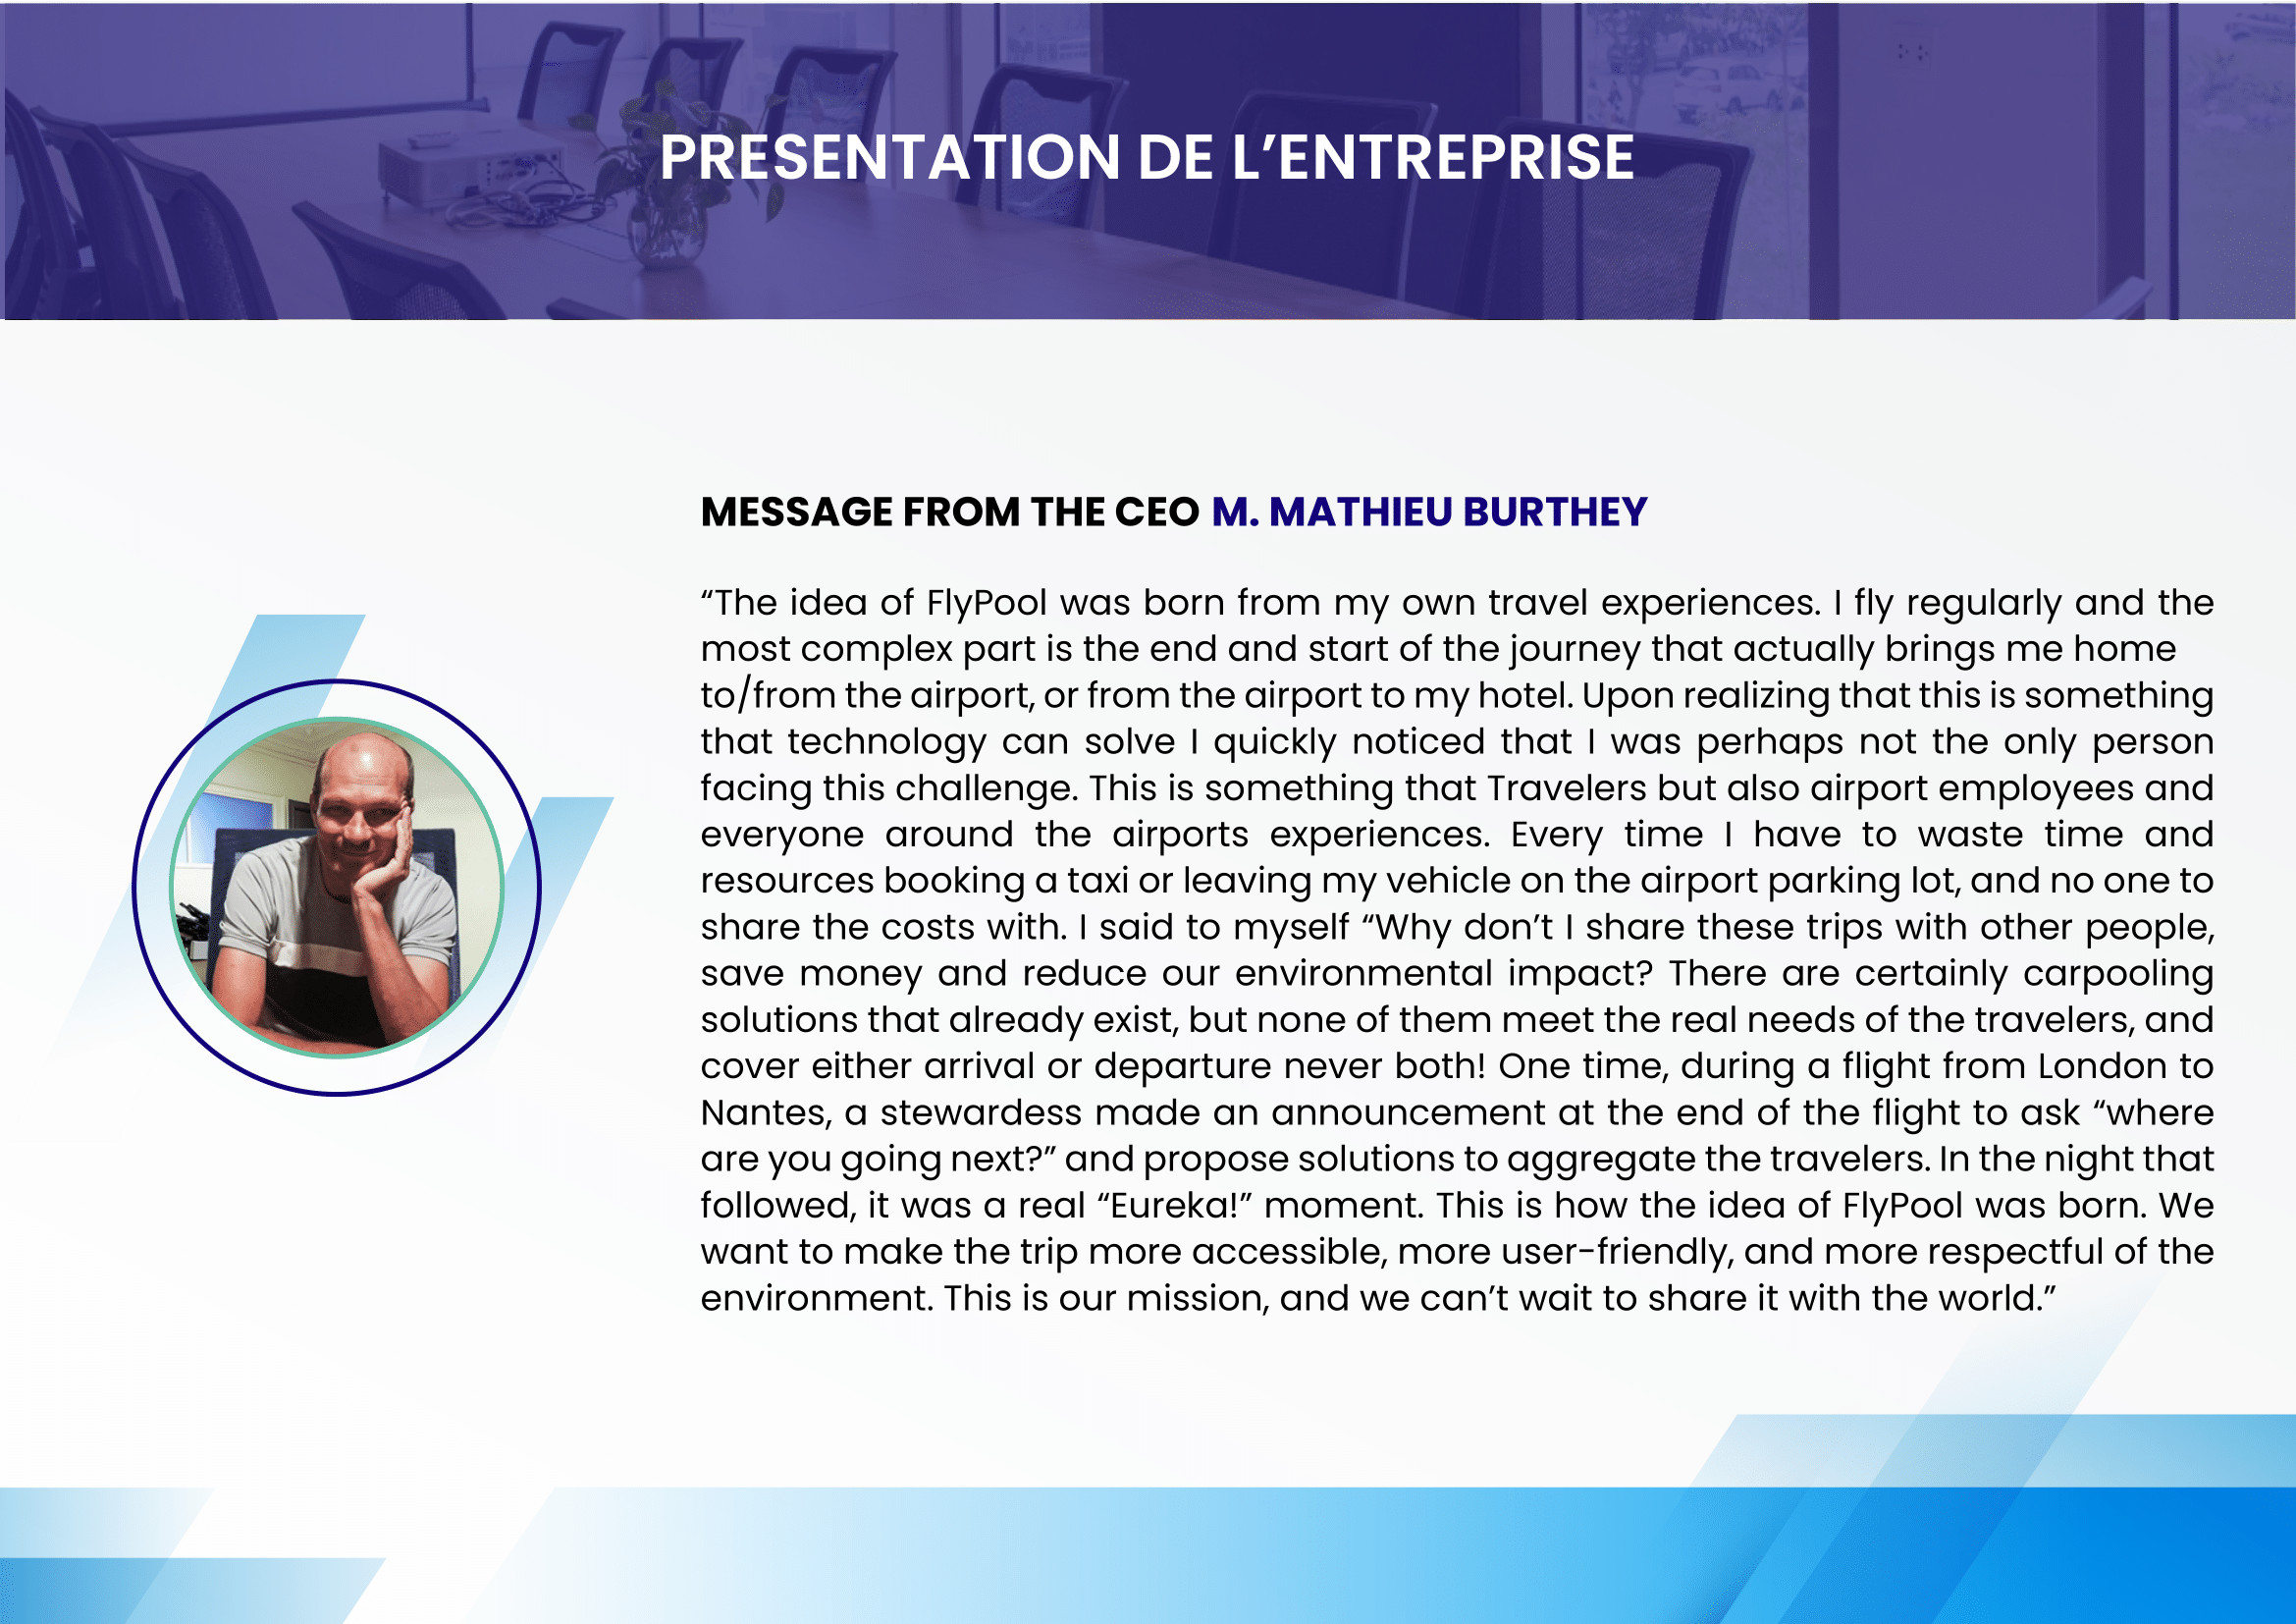 PRESENTATION DE L’ENTREPRISE
MESSAGE FROM THE CEO M. MATHIEU BURTHEY
“The idea of FlyPool was born from my own travel experiences. I fly regularly and the
most complex part is the end and start of the journey that actually brings me home
to/from the airport, or from the airport to my hotel. Upon realizing that this is something
that technology can solve I quickly noticed that I was perhaps not the only person
facing this challenge. This is something that Travelers but also airport employees and
everyone around the airports experiences. Every time I have to waste time and
resources booking a taxi or leaving my vehicle on the airport parking lot, and no one to
share the costs with. I said to myself “Why don’t I share these trips with other people,
save money and reduce our environmental impact? There are certainly carpooling
solutions that already exist, but none of them meet the real needs of the travelers, and
cover either arrival or departure never both! One time, during a flight from London to
Nantes, a stewardess made an announcement at the end of the flight to ask “where
are you going next?” and propose solutions to aggregate the travelers. In the night that
followed, it was a real “Eureka!” moment. This is how the idea of FlyPool was born. We
want to make the trip more accessible, more user-friendly, and more respectful of the
environment. This is our mission, and we can’t wait to share it with the world.”